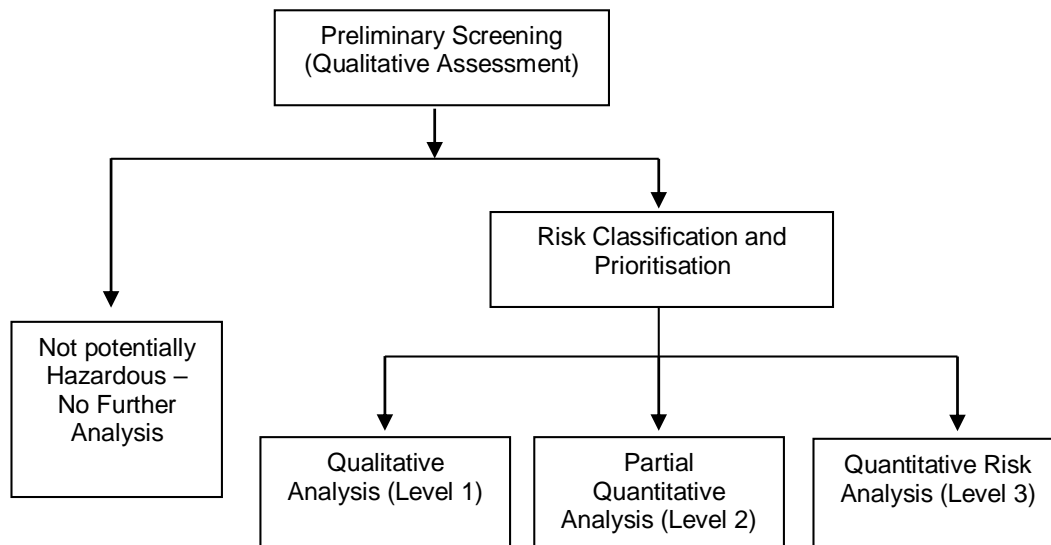 Preliminary Screening
(Qualitative Assessment)
Risk Classification and
Prioritisation
Not potentially
Hazardous –
No Further
Analysis
Qualitative
Analysis (Level 1)
Partial
Quantitative
Analysis (Level 2)
Quantitative Risk
Analysis (Level 3)